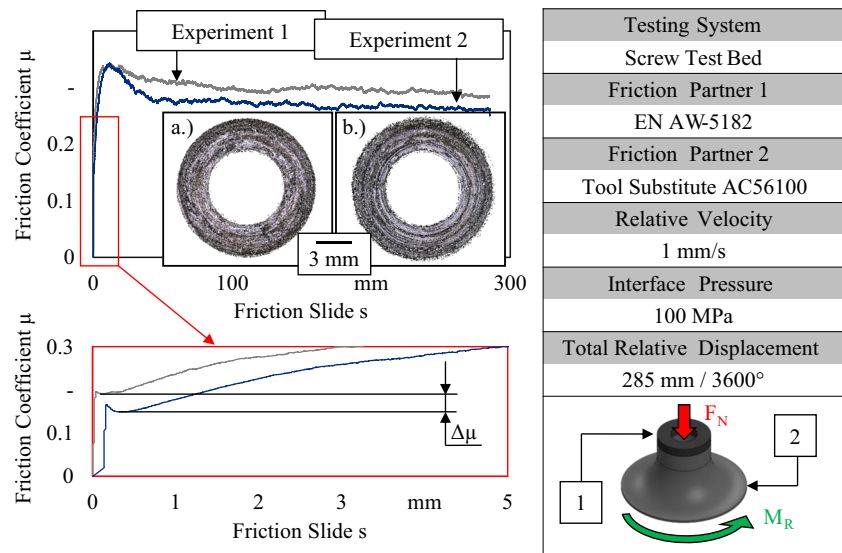 Experiment 1
Experiment 2
Friction Coefficient μ
-
0.2
0.1
0
a.)
b.)
3 mm
0
100
mm
300
Friction Slide s
Friction Coefficient μ
0.3
-
0.1
0
Δμ
0
1
2
3
mm
5
Friction Slide s
Testing System
Screw Test Bed
Friction Partner 1
EN AW-5182
Friction Partner 2
Tool Substitute AC56100
Relative Velocity
1 mm/s
Interface Pressure
100 MPa
Total Relative Displacement
285 mm / 3600°
F_N
1
2
M_R